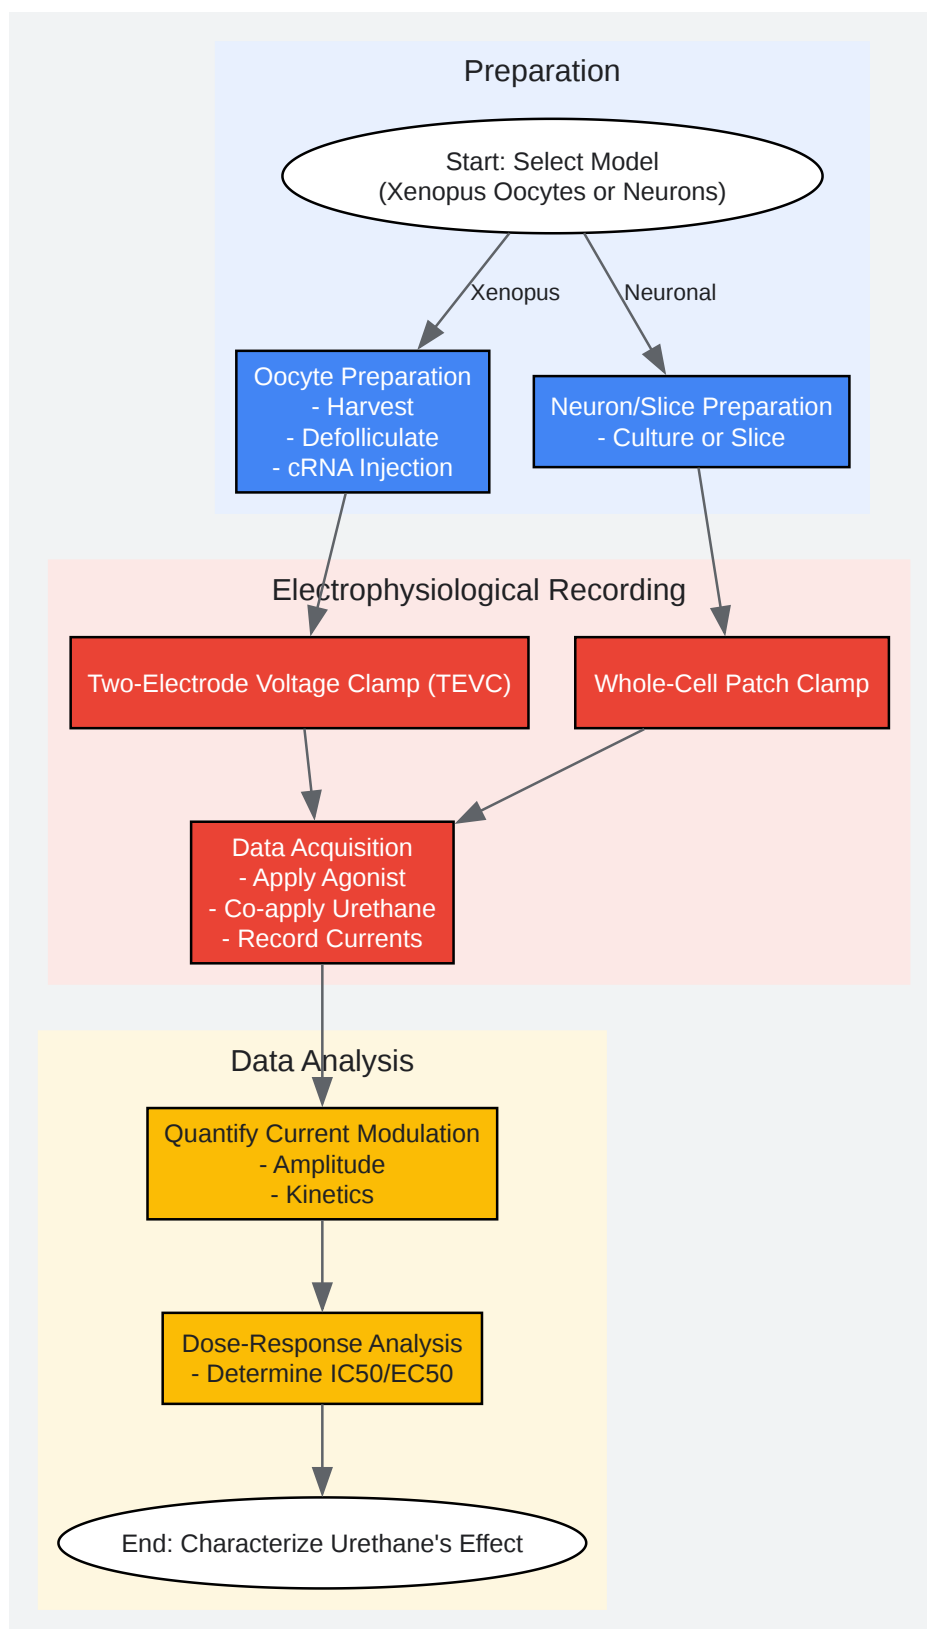 Preparation
Start: Select Model
(Xenopus Oocytes or Neurons)
Xenopus
Neuronal
Oocyte Preparation
- Harvest
- Defolliculate
- cRNA Injection
Neuron/Slice Preparation
- Culture or Slice
Electrophysiological Recording
Two-Electrode Voltage Clamp (TEVC)
Whole-Cell Patch Clamp
Data Acquisition
- Apply Agonist
- Co-apply Urethane
- Record Currents
Data Analysis
Quantify Current Modulation
- Amplitude
- Kinetics
Dose-Response Analysis
- Determine IC50/EC50
End: Characterize Urethane's Effect